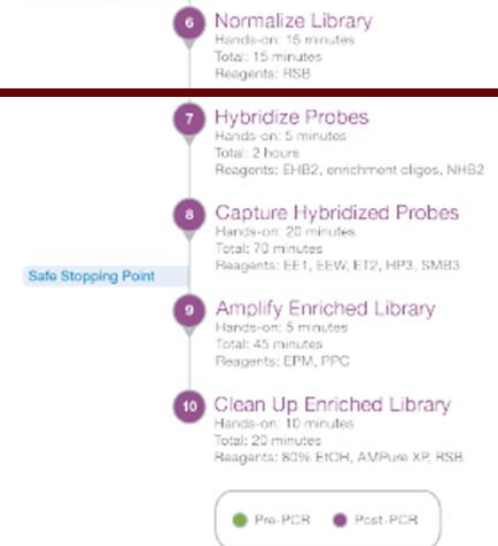 6 Normalize Library
Hands-on: 15 minutes
Total: 15 minutes
Reagents: RSB
7 Hybridize Probes
Hands-on: 5 minutes
Total: 2 hours
Reagents: EHB2, enrichment oligos, NHB2
8 Capture Hybridized Probes
Hands-on: 20 minutes
Total: 70 minutes
Reagents: EE1, EEW, ET2, HP3, SMB3
Safe Stopping Point
9 Amplify Enriched Library
Hands-on: 5 minutes
Total: 45 minutes
Reagents: EPM, PPC
10 Clean Up Enriched Library
Hands-on: 10 minutes
Total: 20 minutes
Reagents: 80% EtOH, AMPure XP, RSB
Pre-PCR Post-PCR